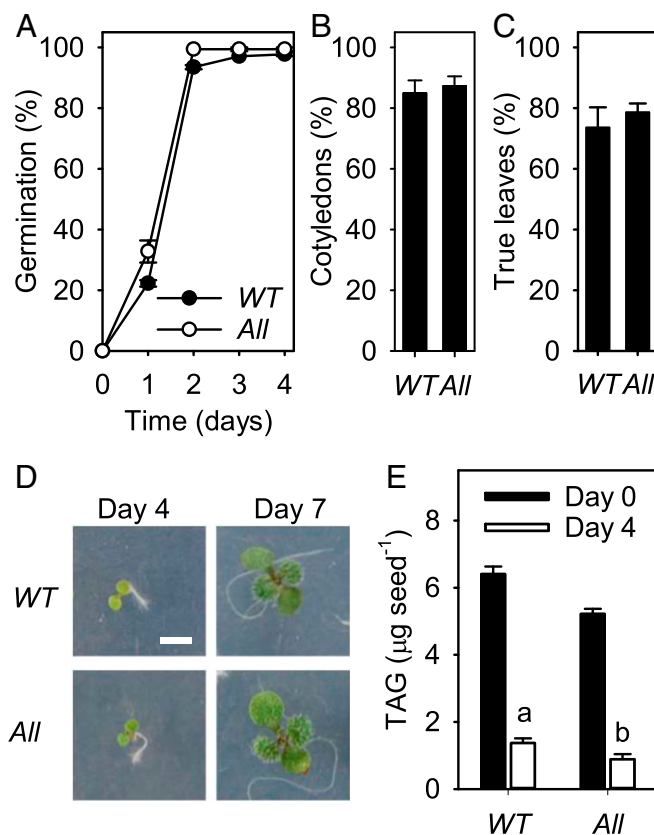 A
Germination (%)
100
80
60
40
20
0
WT
All
0 1 2 3 4
Time (days)
B
Cotyledons (%)
100
80
60
40
20
0
WT All
C
True leaves (%)
100
80
60
40
20
0
WT All
D
Day 4 Day 7
WT
All
E
TAG (µg seed⁻¹)
8
6
4
2
0
Day 0
Day 4
a
b
WT All